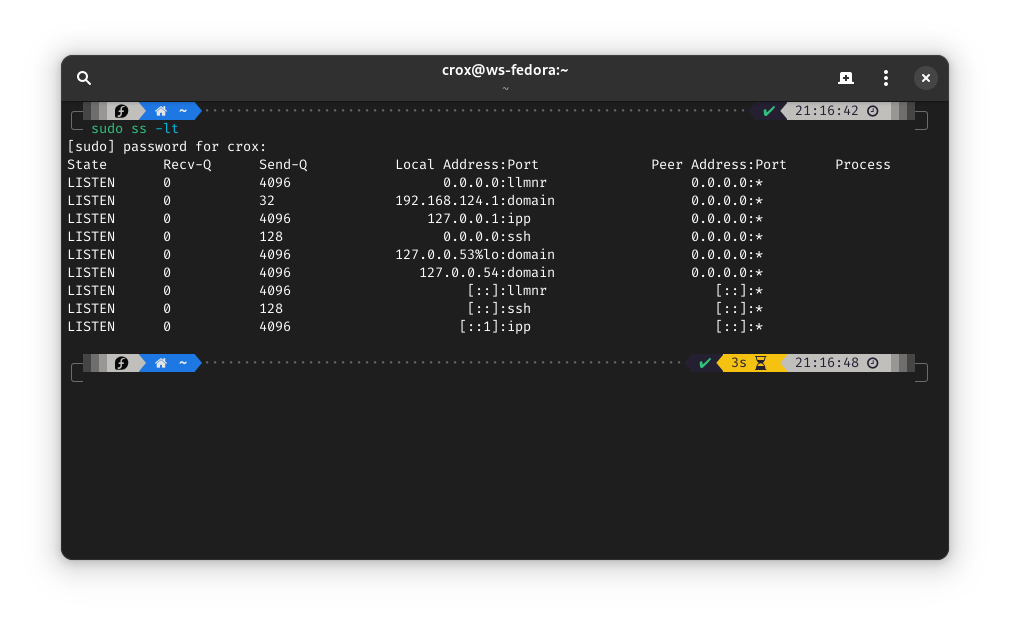 crox@ws-fedora:~
~
~ ✔ 21:16:42
sudo ss -lt
[sudo] password for crox:
State Recv-Q Send-Q Local Address:Port Peer Address:Port Process
LISTEN 0 4096 0.0.0.0:llmnr 0.0.0.0:*
LISTEN 0 32 192.168.124.1:domain 0.0.0.0:*
LISTEN 0 4096 127.0.0.1:ipp 0.0.0.0:*
LISTEN 0 128 0.0.0.0:ssh 0.0.0.0:*
LISTEN 0 4096 127.0.0.53%lo:domain 0.0.0.0:*
LISTEN 0 4096 127.0.0.54:domain 0.0.0.0:*
LISTEN 0 4096 [::]:llmnr [::]:*
LISTEN 0 128 [::]:ssh [::]:*
LISTEN 0 4096 [::1]:ipp [::]:*
~ ✔ 3s 21:16:48